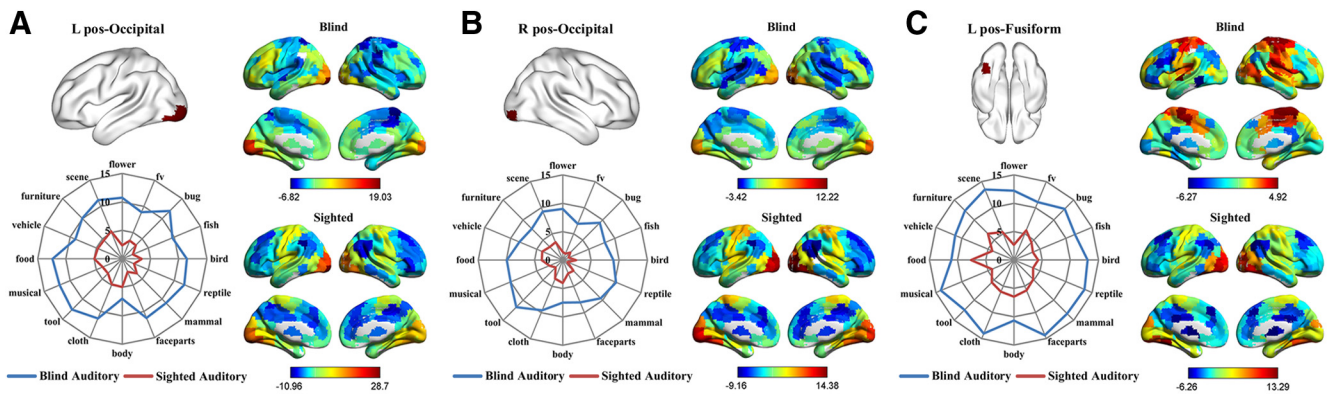 A
L pos-Occipital
Blind
-6.82
19.03
Sighted
-10.96
28.7
flower
fv
bug
fish
bird
reptile
mammal
faceparts
body
cloth
tool
musical
food
vehicle
furniture
scene
15
10
5
0
Blind Auditory
Sighted Auditory
B
R pos-Occipital
Blind
-3.42
12.22
Sighted
-9.16
14.38
flower
fv
bug
fish
bird
reptile
mammal
faceparts
body
cloth
tool
musical
food
vehicle
furniture
scene
15
10
5
0
Blind Auditory
Sighted Auditory
C
L pos-Fusiform
Blind
-6.27
4.92
Sighted
-6.26
13.29
flower
fv
bug
fish
bird
reptile
mammal
faceparts
body
cloth
tool
musical
food
vehicle
furniture
scene
15
10
5
0
Blind Auditory
Sighted Auditory